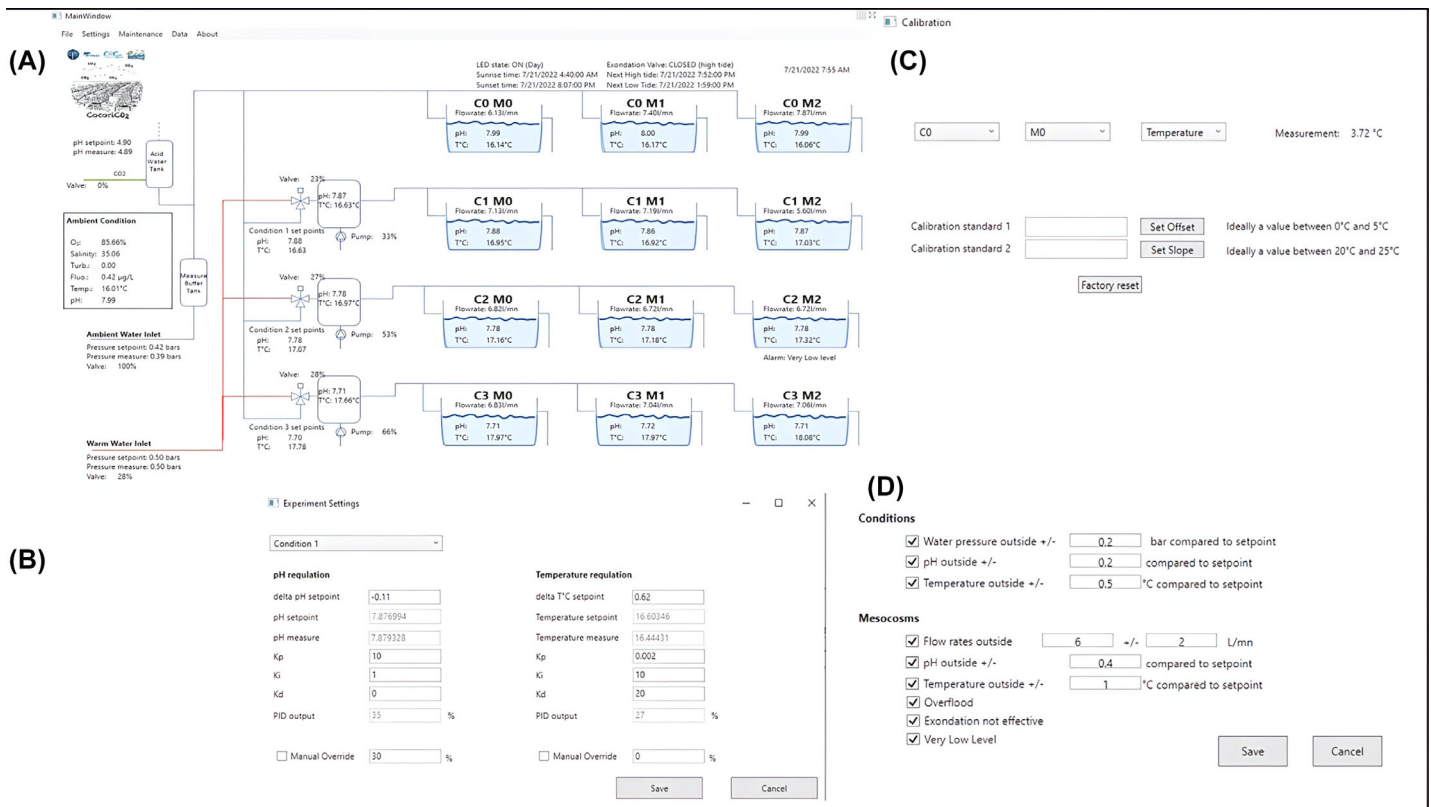 (A)
MainWindow
File Settings Maintenance Data About
CocoriCO₂
LED state: ON (Day)
Sunrise time: 7/21/2022 4:40:00 AM
Sunset time: 7/21/2022 8:07:00 PM
Exondation Valve: CLOSED (high tide)
Next High tide: 7/21/2022 7:52:00 PM
Next Low Tide: 7/21/2022 1:59:00 PM
7/21/2022 7:55 AM
pH setpoint: 4.90
pH measure: 4.89
CO2
Valve: 0%
Acid
Water
Tank
Ambient Condition
O₂: 85.66%
Salinity: 35.06
Turb.: 0.00
Fluo.: 0.42 µg/L
Temp.: 16.01°C
pH: 7.99
Measure
Buffer
Tank
Ambient Water Inlet
Pressure setpoint: 0.42 bars
Pressure measure: 0.39 bars
Valve: 100%
Warm Water Inlet
Pressure setpoint: 0.50 bars
Pressure measure: 0.50 bars
Valve: 28%
C0 M0
Flowrate: 6.13l/mn
pH: 7.99
T°C: 16.14°C
C0 M1
Flowrate: 7.40l/mn
pH: 8.00
T°C: 16.17°C
C0 M2
Flowrate: 7.87l/mn
pH: 7.99
T°C: 16.06°C
Valve: 23%
pH: 7.87
T°C: 16.63°C
Condition 1 set points
pH: 7.88
T°C: 16.63
Pump: 33%
C1 M0
Flowrate: 7.13l/mn
pH: 7.88
T°C: 16.95°C
C1 M1
Flowrate: 7.19l/mn
pH: 7.86
T°C: 16.92°C
C1 M2
Flowrate: 5.60l/mn
pH: 7.87
T°C: 17.03°C
Valve: 27%
pH: 7.78
T°C: 16.97°C
Condition 2 set points
pH: 7.78
T°C: 17.07
Pump: 53%
C2 M0
Flowrate: 6.82l/mn
pH: 7.78
T°C: 17.16°C
C2 M1
Flowrate: 6.72l/mn
pH: 7.78
T°C: 17.18°C
C2 M2
Flowrate: 6.72l/mn
pH: 7.78
T°C: 17.32°C
Alarm: Very Low level
Valve: 28%
pH: 7.71
T°C: 17.66°C
Condition 3 set points
pH: 7.70
T°C: 17.78
Pump: 66%
C3 M0
Flowrate: 6.83l/mn
pH: 7.71
T°C: 17.97°C
C3 M1
Flowrate: 7.04l/mn
pH: 7.72
T°C: 17.97°C
C3 M2
Flowrate: 7.06l/mn
pH: 7.71
T°C: 18.08°C
(B)
Experiment Settings
Condition 1
pH regulation
delta pH setpoint -0.11
pH setpoint 7.876994
pH measure 7.879328
Kp 10
Ki 1
Kd 0
PID output 35 %
Manual Override 30 %
Temperature regulation
delta T°C setpoint 0.62
Temperature setpoint 16.60346
Temperature measure 16.44431
Kp 0.002
Ki 10
Kd 20
PID output 27 %
Manual Override 0 %
Save Cancel
(C)
Calibration
C0 M0 Temperature Measurement: 3.72 °C
Calibration standard 1 Set Offset Ideally a value between 0°C and 5°C
Calibration standard 2 Set Slope Ideally a value between 20°C and 25°C
Factory reset
(D)
Conditions
Water pressure outside +/- 0.2 bar compared to setpoint
pH outside +/- 0.2 compared to setpoint
Temperature outside +/- 0.5 °C compared to setpoint
Mesocosms
Flow rates outside 6 +/- 2 L/mn
pH outside +/- 0.4 compared to setpoint
Temperature outside +/- 1 °C compared to setpoint
Overflood
Exondation not effective
Very Low Level
Save Cancel